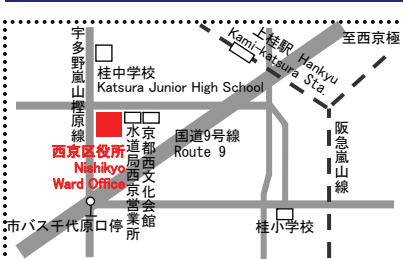 宇多野嵐山樫原線
桂中学校
Katsura Junior High School
上桂駅 Hankyu
Kami-katsura Sta.
至西京極
西京区役所
Nishikyo
Ward Office
水道局西京営業所
京都西文化会館
国道9号線
Route 9
阪急嵐山線
市バス千代原口停
桂小学校